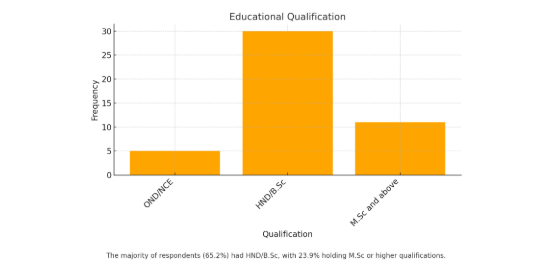 Educational Qualification
30
25
20
15
10
5
0
Frequency
OND/NCE
HND/B.Sc
M.Sc and above
Qualification
The majority of respondents (65.2%) had HND/B.Sc, with 23.9% holding M.Sc or higher qualifications.